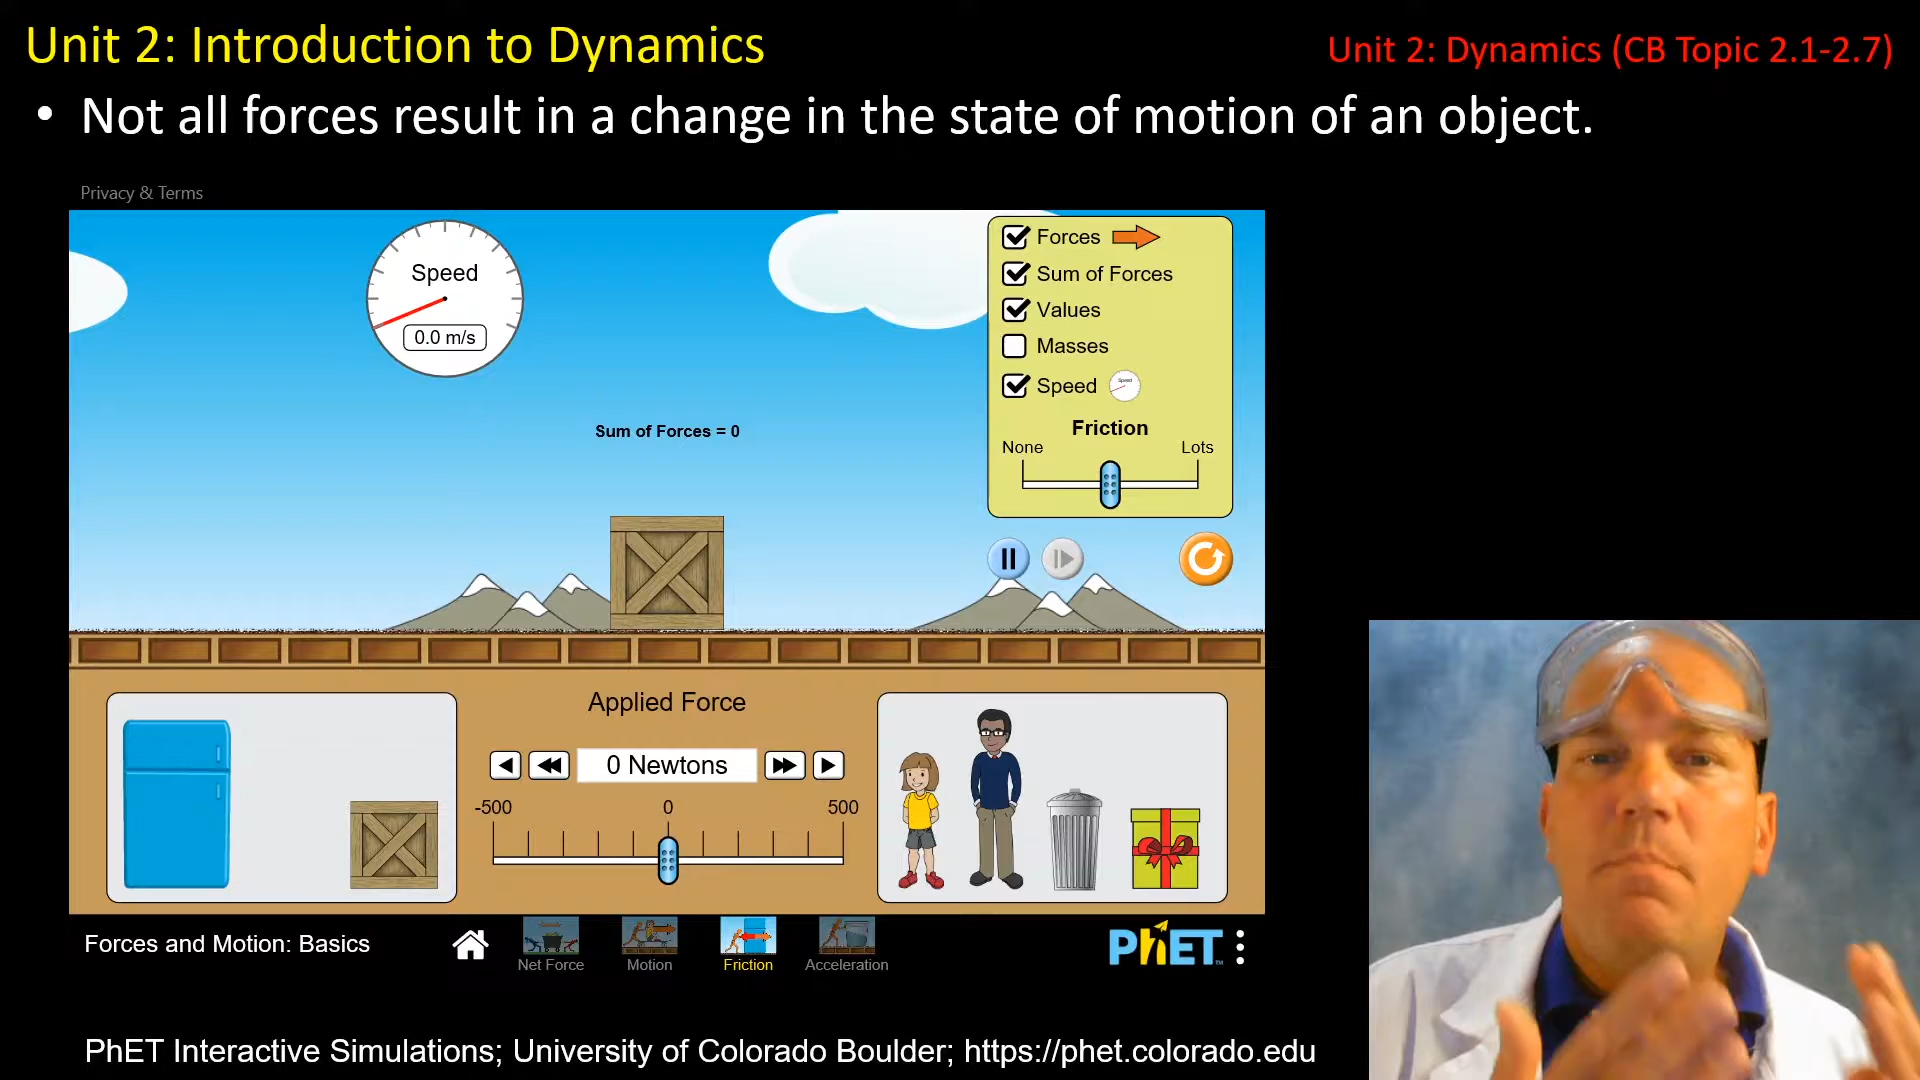 Unit 2: Introduction to Dynamics
Unit 2: Dynamics (CB Topic 2.1-2.7)
• Not all forces result in a change in the state of motion of an object.
Privacy & Terms
Speed
0.0 m/s
Forces
Sum of Forces
Values
Masses
Speed
Speed
Friction
None Lots
Sum of Forces = 0
Applied Force
0 Newtons
-500 0 500
Forces and Motion: Basics
Net Force
Motion
Friction
Acceleration
PhET
PhET Interactive Simulations; University of Colorado Boulder; https://phet.colorado.edu